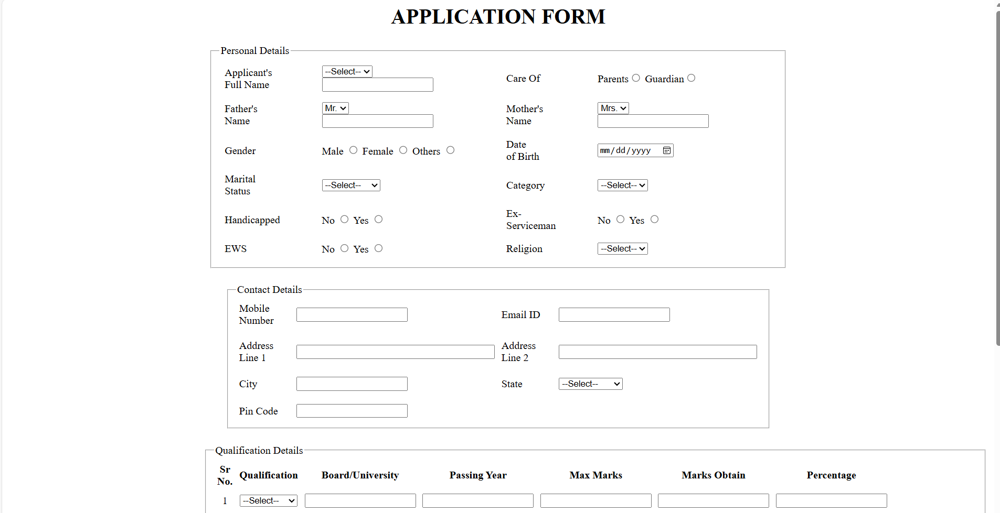 APPLICATION FORM
Personal Details
Applicant's
Full Name
--Select--
Care Of
Parents Guardian
Father's
Name
Mr.
Mother's
Name
Mrs.
Gender
Male Female Others
Date
of Birth
mm/dd/yyyy
Marital
Status
--Select--
Category
--Select--
Handicapped
No Yes
Ex-
Serviceman
No Yes
EWS
No Yes
Religion
--Select--
Contact Details
Mobile
Number
Email ID
Address
Line 1
Address
Line 2
City
State
--Select--
Pin Code
Qualification Details
Sr
No.
Qualification
Board/University
Passing Year
Max Marks
Marks Obtain
Percentage
1
--Select--